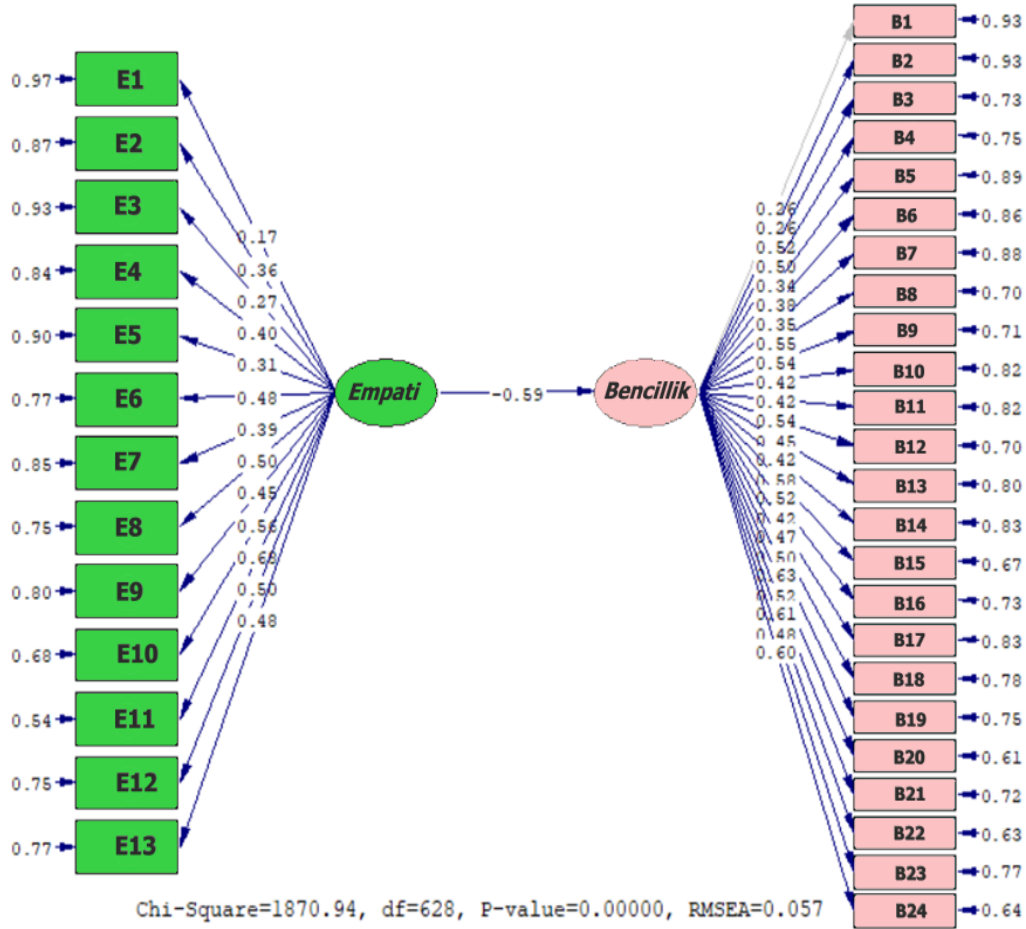 0.97 E1
0.87 E2
0.93 E3
0.84 E4
0.90 E5
0.77 E6
0.85 E7
0.75 E8
0.80 E9
0.68 E10
0.54 E11
0.75 E12
0.77 E13
0.17
0.36
0.27
0.40
0.31
0.48
0.39
0.50
0.45
0.56
0.68
0.50
0.48
Empati
-0.59
Bencillik
0.26
0.26
0.52
0.50
0.34
0.38
0.35
0.55
0.54
0.42
0.42
0.54
0.45
0.42
0.58
0.52
0.42
0.47
0.50
0.63
0.52
0.61
0.48
0.60
B1 0.93
B2 0.93
B3 0.73
B4 0.75
B5 0.89
B6 0.86
B7 0.88
B8 0.70
B9 0.71
B10 0.82
B11 0.82
B12 0.70
B13 0.80
B14 0.83
B15 0.67
B16 0.73
B17 0.83
B18 0.78
B19 0.75
B20 0.61
B21 0.72
B22 0.63
B23 0.77
B24 0.64
Chi-Square=1870.94, df=628, P-value=0.00000, RMSEA=0.057